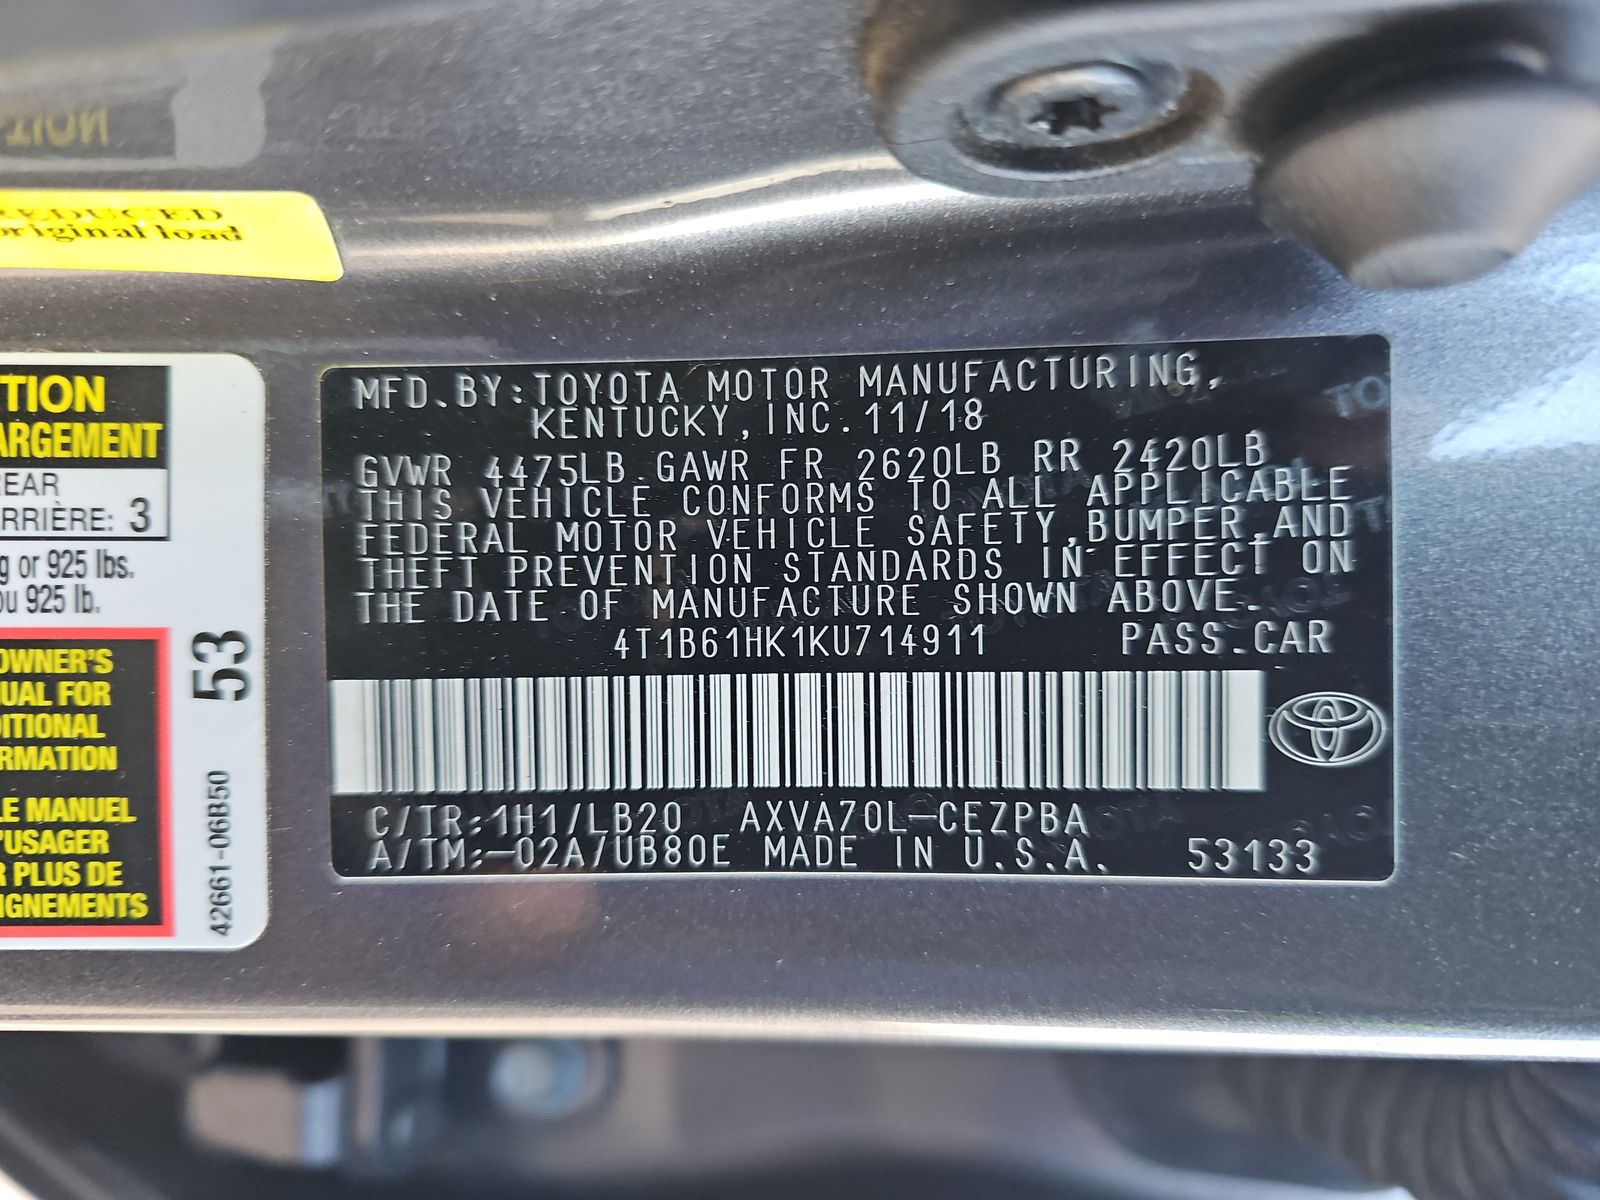 REDUCED
original load
TION
ARGEMENT
REAR
ARRIÈRE: 3
g or 925 lbs.
ou 925 lb.
OWNER'S
UAL FOR
DITIONAL
RMATION
LE MANUEL
'USAGER
R PLUS DE
IGNEMENTS
53
42661-06B50
MFD.BY:TOYOTA MOTOR MANUFACTURING,
KENTUCKY,INC.11/18
GVWR 4475LB GAWR FR 2620LB RR 2420LB
THIS VEHICLE CONFORMS TO ALL APPLICABLE
FEDERAL MOTOR VEHICLE SAFETY,BUMPER,AND
THEFT PREVENTION STANDARDS IN EFFECT ON
THE DATE OF MANUFACTURE SHOWN ABOVE.
4T1B61HK1KU714911 PASS.CAR
C/TR:1H1/LB20 AXVA70L-CEZPBA
A/TM:-02A/UB80E MADE IN U.S.A. 53133